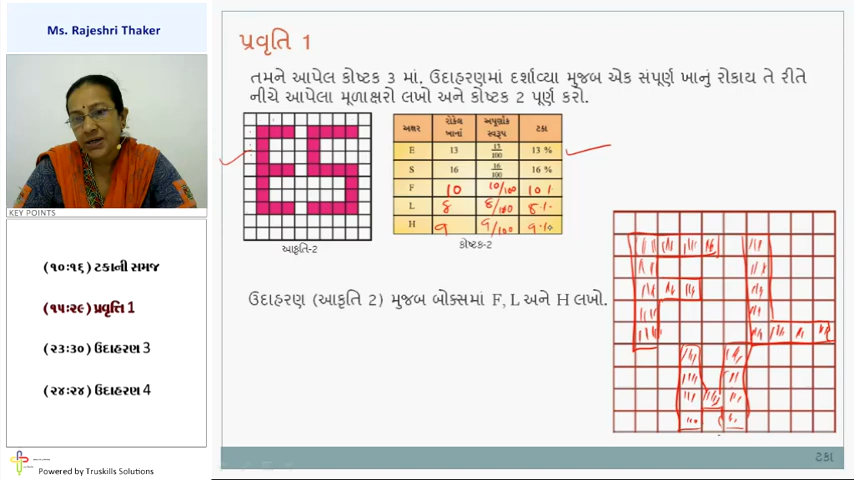 Ms. Rajeshri Thaker
KEY POINTS
(૧૦:૧૬) ટકાની સમજ
(૧૫:૨૯) પ્રવૃત્તિ 1
(૨૩:૩૦) ઉદાહરણ 3
(૨૪:૨૪) ઉદાહરણ 4
Powered by Truskills Solutions
પ્રવૃતિ 1
તમને આપેલ કોષ્ટક 3 માં. ઉદાહરણમાં દર્શાવ્યા મુજબ એક સંપૂર્ણ ખાનું રોકાય તે રીતે
નીચે આપેલા મૂળાક્ષરો લખો અને કોષ્ટક 2 પૂર્ણ કરો.
આકૃતિ-2
અક્ષર રોકેલ ખાનાં અપૂર્ણાંક સ્વરૂપ ટકા
E 13 13/100 13 %
S 16 16/100 16 %
F 10 10/100 10 %
L 8 8/100 8 %
H 9 9/100 9 %
કોષ્ટક-2
ઉદાહરણ (આકૃતિ 2) મુજબ બોક્સમાં F, L અને H લખો.
ટકા